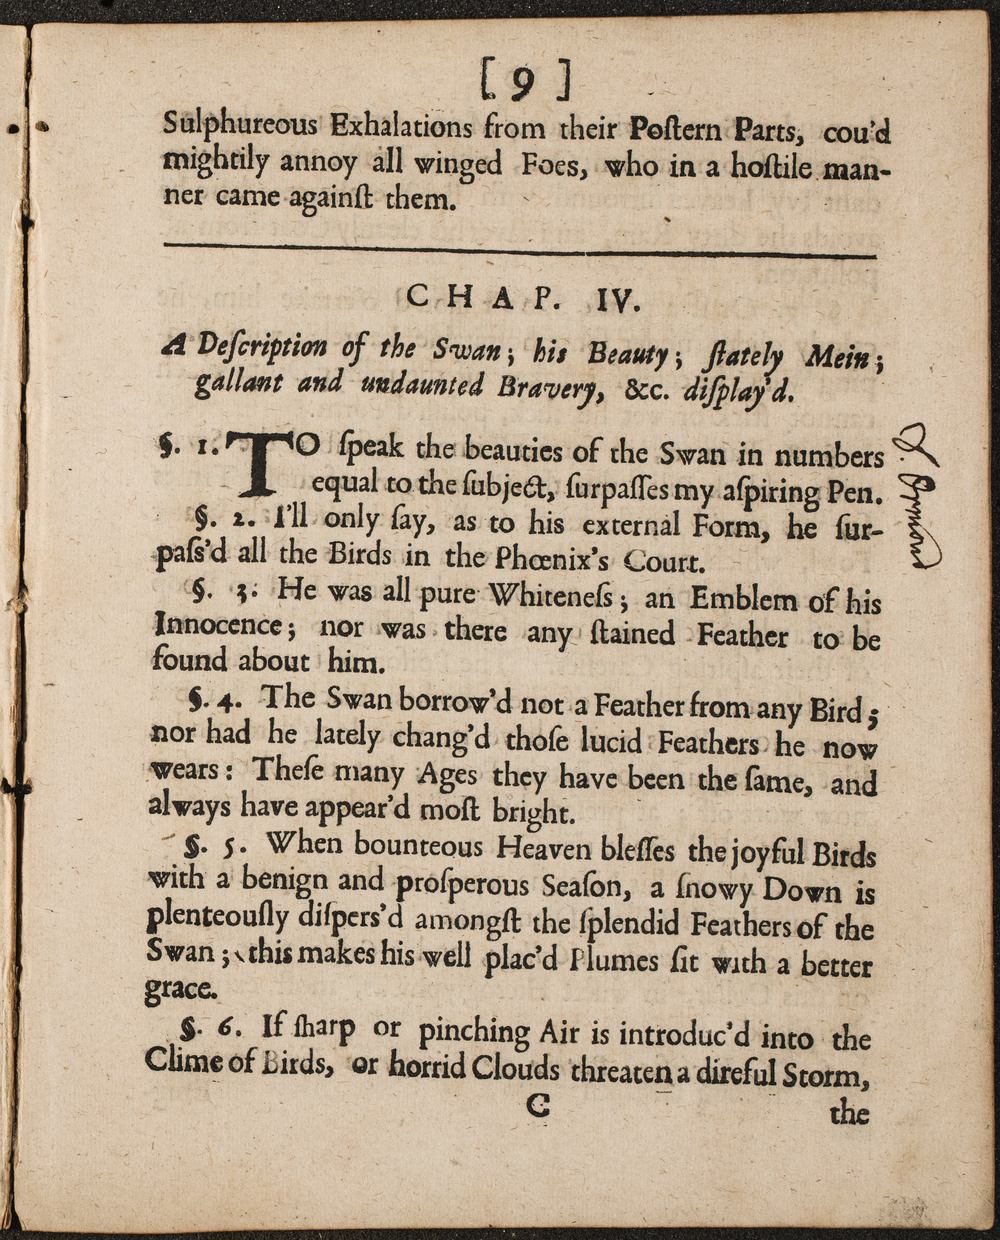 [ 9 ]
Sulphureous Exhalations from their Poſtern Parts, cou'd
mightily annoy all winged Foes, who in a hoſtile man-
ner came againſt them.
CHAP. IV.
A Deſcription of the Swan; his Beauty; ſtately Mein;
gallant and undaunted Bravery, &c. diſplay'd.
§. 1. TO ſpeak the beauties of the Swan in numbers
equal to the ſubject, ſurpaſſes my aſpiring Pen.
§. 2. I'll only ſay, as to his external Form, he ſur-
paſs'd all the Birds in the Phœnix's Court.
§. 3. He was all pure Whiteneſs; an Emblem of his
Innocence; nor was there any ſtained Feather to be
found about him.
§. 4. The Swan borrow'd not a Feather from any Bird;
nor had he lately chang'd thoſe lucid Feathers he now
wears: Theſe many Ages they have been the ſame, and
always have appear'd moſt bright.
§. 5. When bounteous Heaven bleſſes the joyful Birds
with a benign and proſperous Seaſon, a ſnowy Down is
plenteouſly diſpers'd amongſt the ſplendid Feathers of the
Swan; this makes his well plac'd Plumes ſit with a better
grace.
§. 6. If ſharp or pinching Air is introduc'd into the
Clime of Birds, or horrid Clouds threaten a direful Storm,
C
the